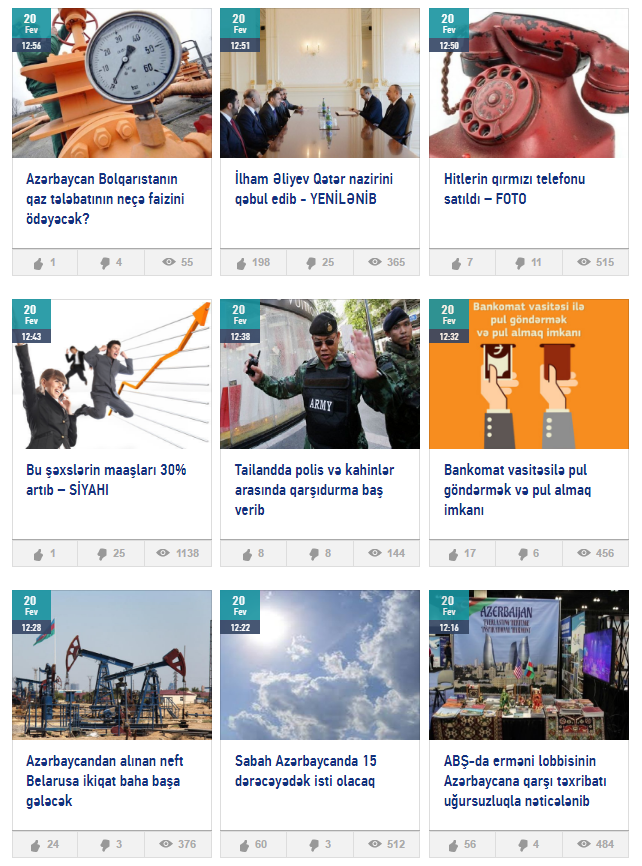 20
Fev
12:56
Azərbaycan Bolqarıstanın
qaz tələbatının neçə faizini
ödəyəcək?
1 4 55
20
Fev
12:51
İlham Əliyev Qətər nazirini
qəbul edib - YENİLƏNİB
198 25 365
20
Fev
12:50
Hitlerin qırmızı telefonu
satıldı – FOTO
7 11 515
20
Fev
12:43
Bu şəxslərin maaşları 30%
artıb – SİYAHI
1 25 1138
20
Fev
12:38
ARMY
Tailandda polis və kahinlər
arasında qarşıdurma baş
verib
8 8 144
20
Fev
12:32
Bankomat vasitəsi ilə
pul göndərmək
və pul almaq imkanı
Bankomat vasitəsilə pul
göndərmək və pul almaq
imkanı
17 6 456
20
Fev
12:28
Azərbaycandan alınan neft
Belarusa ikiqat baha başa
gələcək
24 3 376
20
Fev
12:22
Sabah Azərbaycanda 15
dərəcəyədək isti olacaq
60 3 512
20
Fev
12:16
AZERBAIJAN
ABŞ-da erməni lobbisinin
Azərbaycana qarşı təxribatı
uğursuzluqla nəticələnib
56 4 484